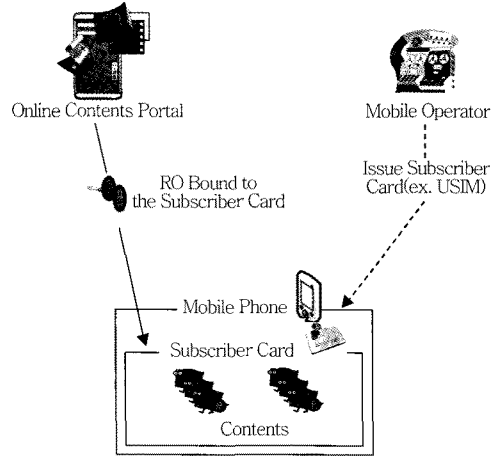 Online Contents Portal
Mobile Operator
RO Bound to
the Subscriber Card
Issue Subscriber
Card(ex. USIM)
Mobile Phone
Subscriber Card
Contents